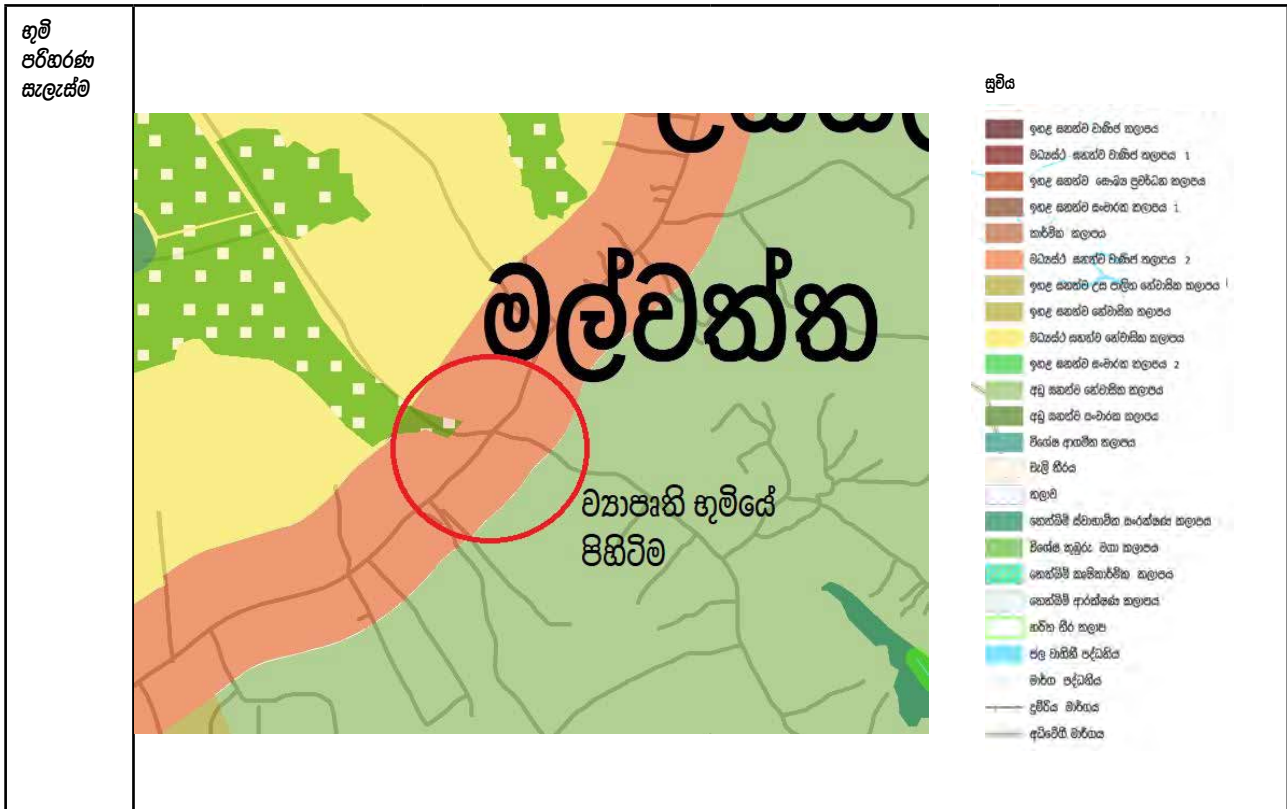 භූමි
පරිහරණ
සැලැස්ම
මල්වත්ත
ව්‍යාපෘති භූමියේ
පිහිටීම
සුචිය
ඉහළ ඝනත්ව වාණිජ කලාපය
මධ්‍යස්ථ ඝනත්ව වාණිජ කලාපය 1
ඉහළ ඝනත්ව සෞඛ්‍ය ප්‍රවර්ධන කලාපය
ඉහළ ඝනත්ව සංචාරක කලාපය 1
කාර්මික කලාපය
මධ්‍යස්ථ ඝනත්ව වාණිජ කලාපය 2
ඉහළ ඝනත්ව උප පාලිත නේවාසික කලාපය
ඉහළ ඝනත්ව නේවාසික කලාපය
මධ්‍යස්ථ ඝනත්ව නේවාසික කලාපය
ඉහළ ඝනත්ව සංචාරක කලාපය 2
අඩු ඝනත්ව නේවාසික කලාපය
අඩු ඝනත්ව සංචාරක කලාපය
විශේෂ ආගමික කලාපය
වැලි තීරය
කලාව
තෙත්බිම් ස්වාභාවික සංරක්ෂණ කලාපය
විශේෂ කුඹුරු මගා කලාපය
තෙත්බිම් කෘෂිකාර්මික කලාපය
තෙත්බිම් ආරක්ෂණ කලාපය
හරිත තීර කලාප
ජල වාහිනී පද්ධතිය
මාර්ග පද්ධතිය
දුම්රිය මාර්ගය
අධිවේගී මාර්ගය